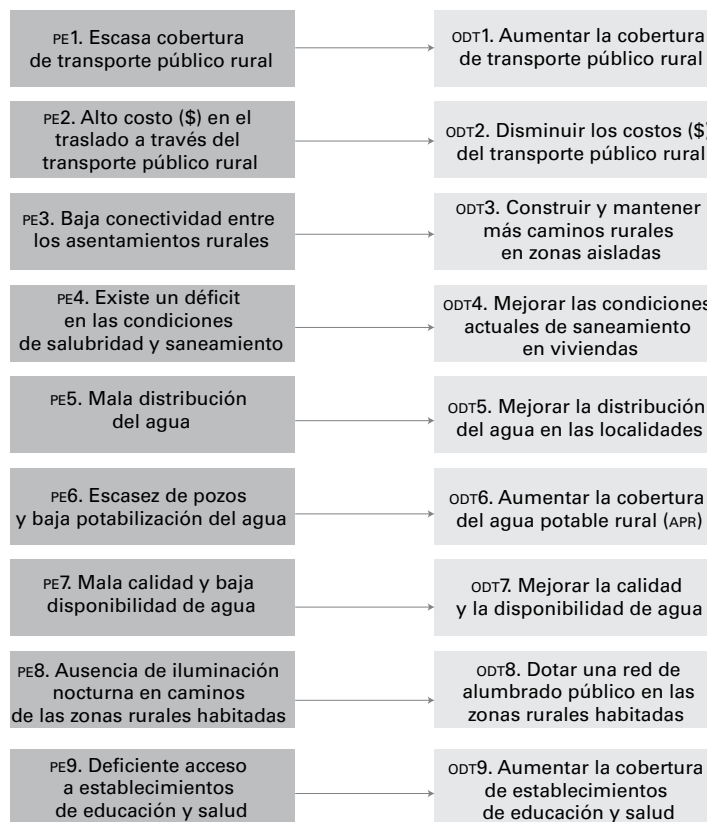 PE1. Escasa cobertura
de transporte público rural
ODT1. Aumentar la cobertura
de transporte público rural
PE2. Alto costo ($) en el
traslado a través del
transporte público rural
ODT2. Disminuir los costos ($)
del transporte público rural
PE3. Baja conectividad entre
los asentamientos rurales
ODT3. Construir y mantener
más caminos rurales
en zonas aisladas
PE4. Existe un déficit
en las condiciones
de salubridad y saneamiento
ODT4. Mejorar las condiciones
actuales de saneamiento
en viviendas
PE5. Mala distribución
del agua
ODT5. Mejorar la distribución
del agua en las localidades
PE6. Escasez de pozos
y baja potabilización del agua
ODT6. Aumentar la cobertura
del agua potable rural (APR)
PE7. Mala calidad y baja
disponibilidad de agua
ODT7. Mejorar la calidad
y la disponibilidad de agua
PE8. Ausencia de iluminación
nocturna en caminos
de las zonas rurales habitadas
ODT8. Dotar una red de
alumbrado público en las
zonas rurales habitadas
PE9. Deficiente acceso
a establecimientos
de educación y salud
ODT9. Aumentar la cobertura
de establecimientos
de educación y salud